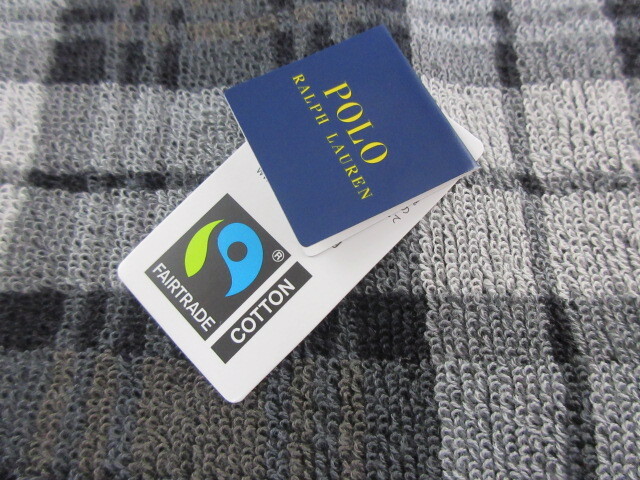 POLO
RALPH LAUREN
FAIRTRADE
®
COTTON